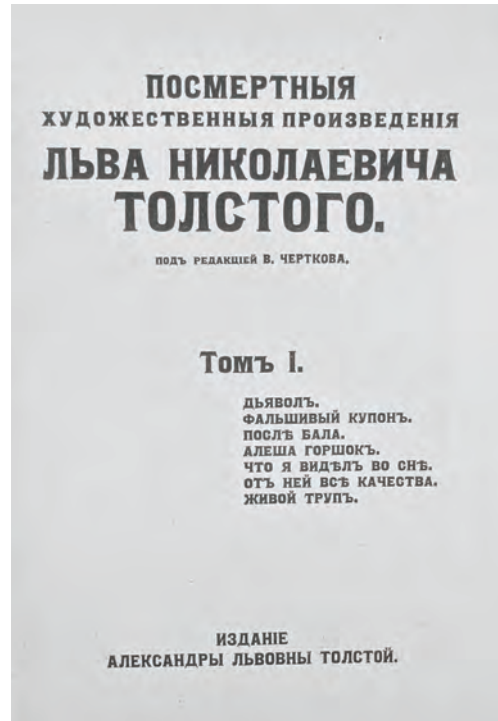 ПОСМЕРТНЫЯ
ХУДОЖЕСТВЕННЫЯ ПРОИЗВЕДЕНІЯ
ЛЬВА НИКОЛАЕВИЧА
ТОЛСТОГО.
ПОДЪ РЕДАКЦІЕЙ В. ЧЕРТКОВА.
Томъ I.
ДЬЯВОЛЪ.
ФАЛЬШИВЫЙ КУПОНЪ.
ПОСЛѢ БАЛА.
АЛЕША ГОРШОКЪ.
ЧТО Я ВИДѢЛЪ ВО СНѢ.
ОТЪ НЕЙ ВСѢ КАЧЕСТВА.
ЖИВОЙ ТРУПЪ.
ИЗДАНІЕ
АЛЕКСАНДРЫ ЛЬВОВНЫ ТОЛСТОЙ.